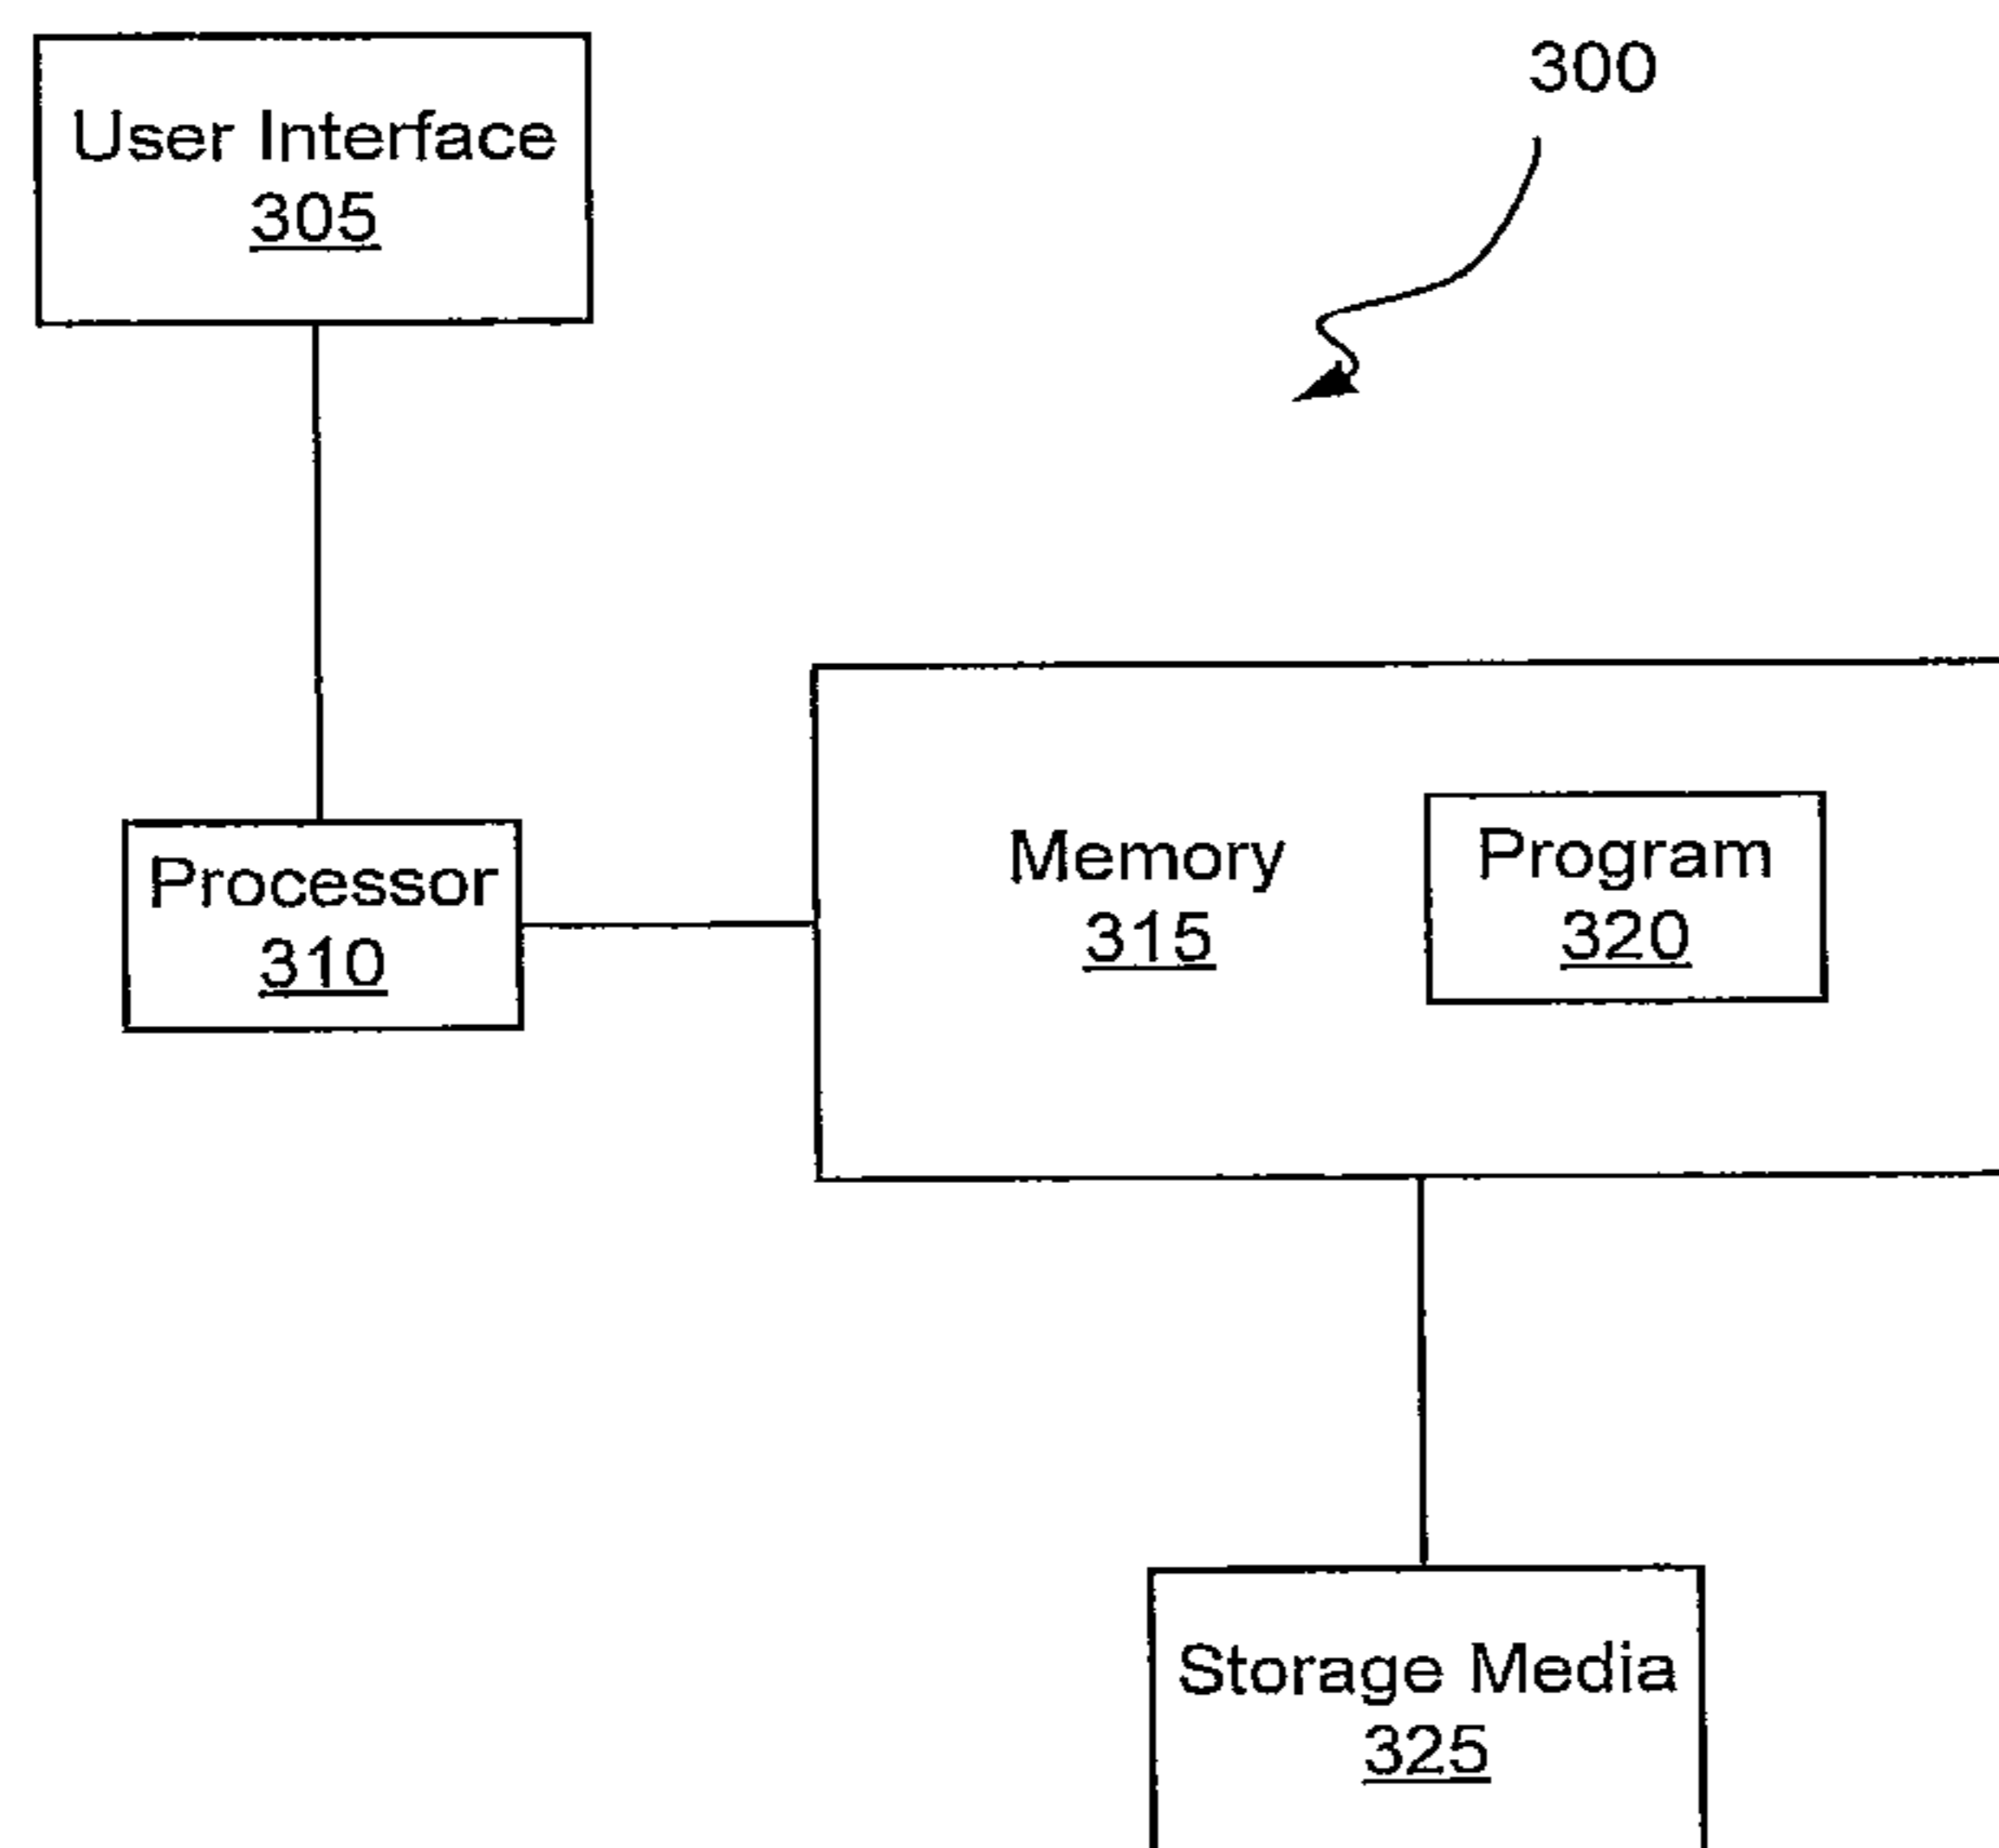 User Interface
305
300
Processor
310
Memory
315
Program
320
Storage Media
325